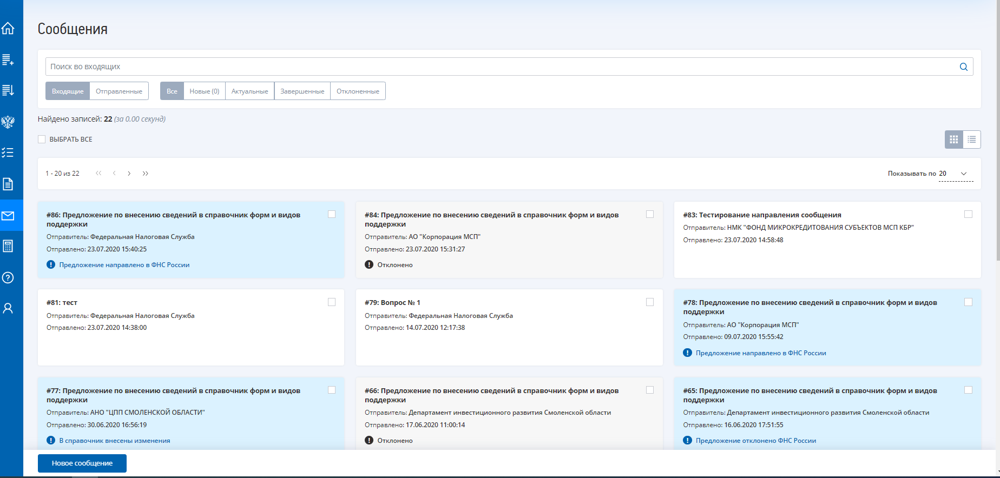 Сообщения
Поиск во входящих
Входящие Отправленные Все Новые (0) Актуальные Завершенные Отклоненные
Найдено записей: 22 (за 0.00 секунд)
ВЫБРАТЬ ВСЕ
1 - 20 из 22 Показывать по 20
#86: Предложение по внесению сведений в справочник форм и видов
поддержки
Отправитель: Федеральная Налоговая Служба
Отправлено: 23.07.2020 15:40:25
Предложение направлено в ФНС России
#84: Предложение по внесению сведений в справочник форм и видов
поддержки
Отправитель: АО "Корпорация МСП"
Отправлено: 23.07.2020 15:31:27
Отклонено
#83: Тестирование направления сообщения
Отправитель: НМК "ФОНД МИКРОКРЕДИТОВАНИЯ СУБЪЕКТОВ МСП КБР"
Отправлено: 23.07.2020 14:58:48
#81: тест
Отправитель: Федеральная Налоговая Служба
Отправлено: 23.07.2020 14:38:00
#79: Вопрос № 1
Отправитель: Федеральная Налоговая Служба
Отправлено: 14.07.2020 12:17:38
#78: Предложение по внесению сведений в справочник форм и видов
поддержки
Отправитель: АО "Корпорация МСП"
Отправлено: 09.07.2020 15:55:42
Предложение направлено в ФНС России
#77: Предложение по внесению сведений в справочник форм и видов
поддержки
Отправитель: АНО "ЦПП СМОЛЕНСКОЙ ОБЛАСТИ"
Отправлено: 30.06.2020 16:56:19
В справочник внесены изменения
#66: Предложение по внесению сведений в справочник форм и видов
поддержки
Отправитель: Департамент инвестиционного развития Смоленской области
Отправлено: 17.06.2020 11:00:14
Отклонено
#65: Предложение по внесению сведений в справочник форм и видов
поддержки
Отправитель: Департамент инвестиционного развития Смоленской области
Отправлено: 16.06.2020 17:51:55
Предложение отклонено ФНС России
Новое сообщение